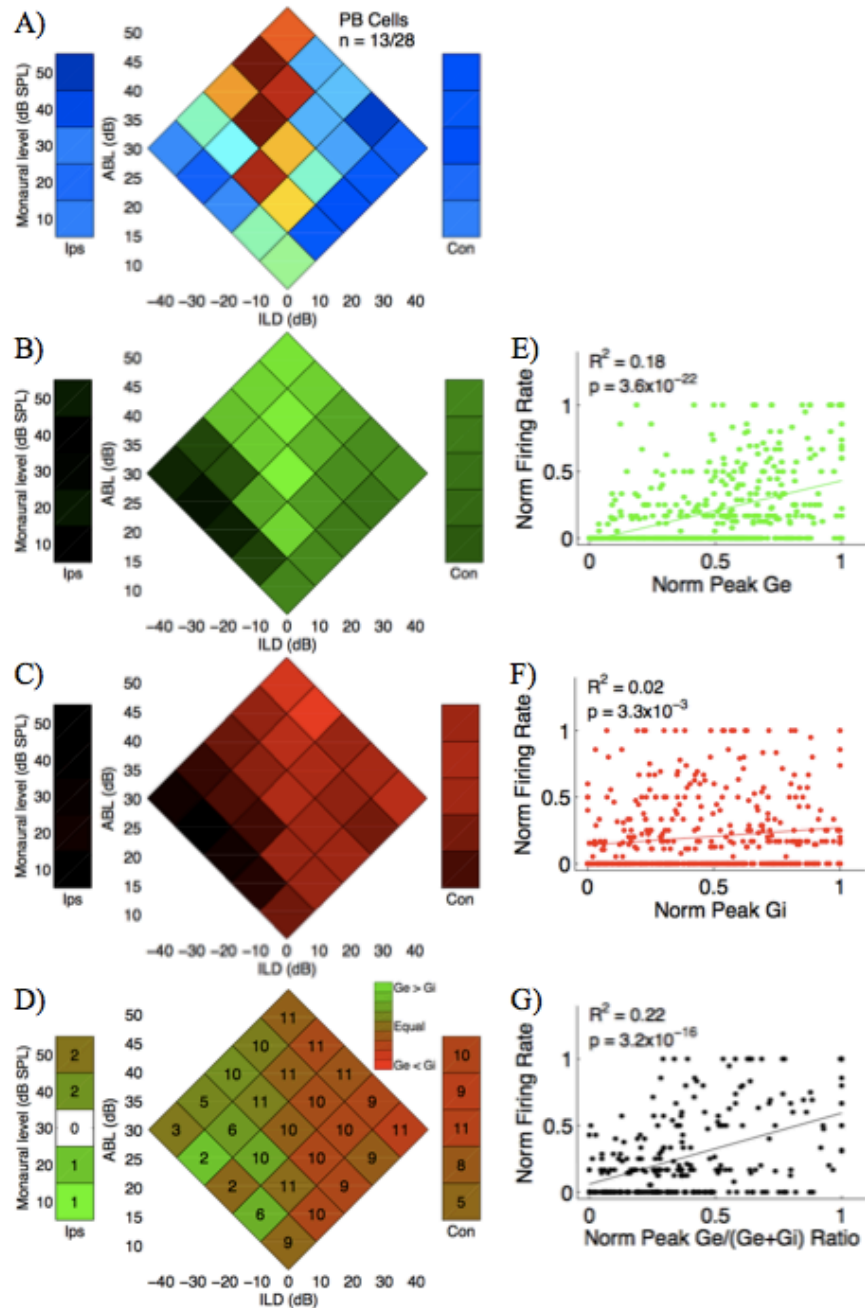 A)
PB Cells
n = 13/28
Monaural level (dB SPL)
50
40
30
20
10
Ips
ABL (dB)
50
45
40
35
30
25
20
15
10
−40 −30 −20 −10 0 10 20 30 40
ILD (dB)
Con
B)
Monaural level (dB SPL)
50
40
30
20
10
Ips
ABL (dB)
50
45
40
35
30
25
20
15
10
−40 −30 −20 −10 0 10 20 30 40
ILD (dB)
Con
E)
R² = 0.18
p = 3.6x10⁻²²
Norm Firing Rate
1
0.5
0
0 0.5 1
Norm Peak Ge
C)
Monaural level (dB SPL)
50
40
30
20
10
Ips
ABL (dB)
50
45
40
35
30
25
20
15
10
−40 −30 −20 −10 0 10 20 30 40
ILD (dB)
Con
F)
R² = 0.02
p = 3.3x10⁻³
Norm Firing Rate
1
0.5
0
0 0.5 1
Norm Peak Gi
D)
Monaural level (dB SPL)
50
40
30
20
10
2
2
0
1
1
Ips
ABL (dB)
50
45
40
35
30
25
20
15
10
Ge > Gi
Equal
Ge < Gi
11
10 11
10 11 11
5 11 10 9
3 6 10 10 11
2 10 10 9
2 11 9
6 10
9
−40 −30 −20 −10 0 10 20 30 40
ILD (dB)
10
9
11
8
5
Con
G)
R² = 0.22
p = 3.2x10⁻¹⁶
Norm Firing Rate
1
0.5
0
0 0.5 1
Norm Peak Ge/(Ge+Gi) Ratio